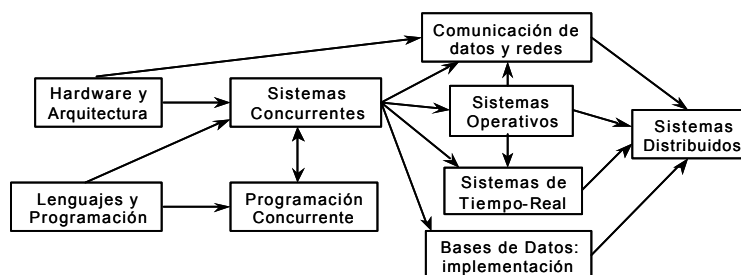 Comunicación de
datos y redes
Hardware y
Arquitectura
Sistemas
Concurrentes
Sistemas
Operativos
Sistemas
Distribuidos
Lenguajes y
Programación
Programación
Concurrente
Sistemas de
Tiempo-Real
Bases de Datos:
implementación